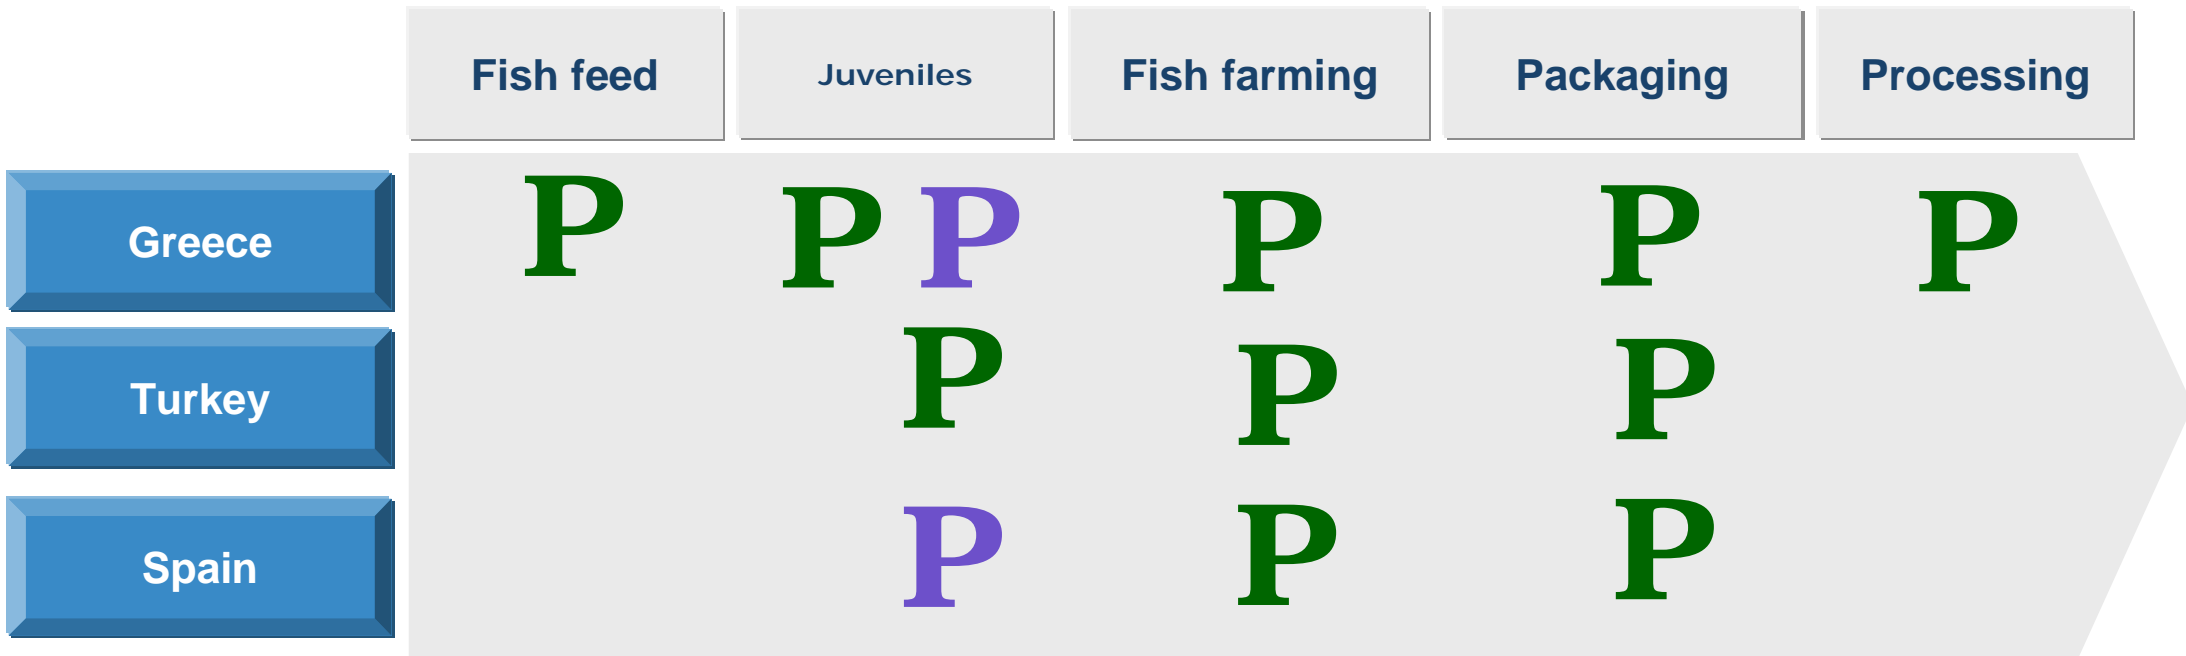 Fish feed Juveniles Fish farming Packaging Processing
Greece P P P P P P
Turkey P P P
Spain P P P